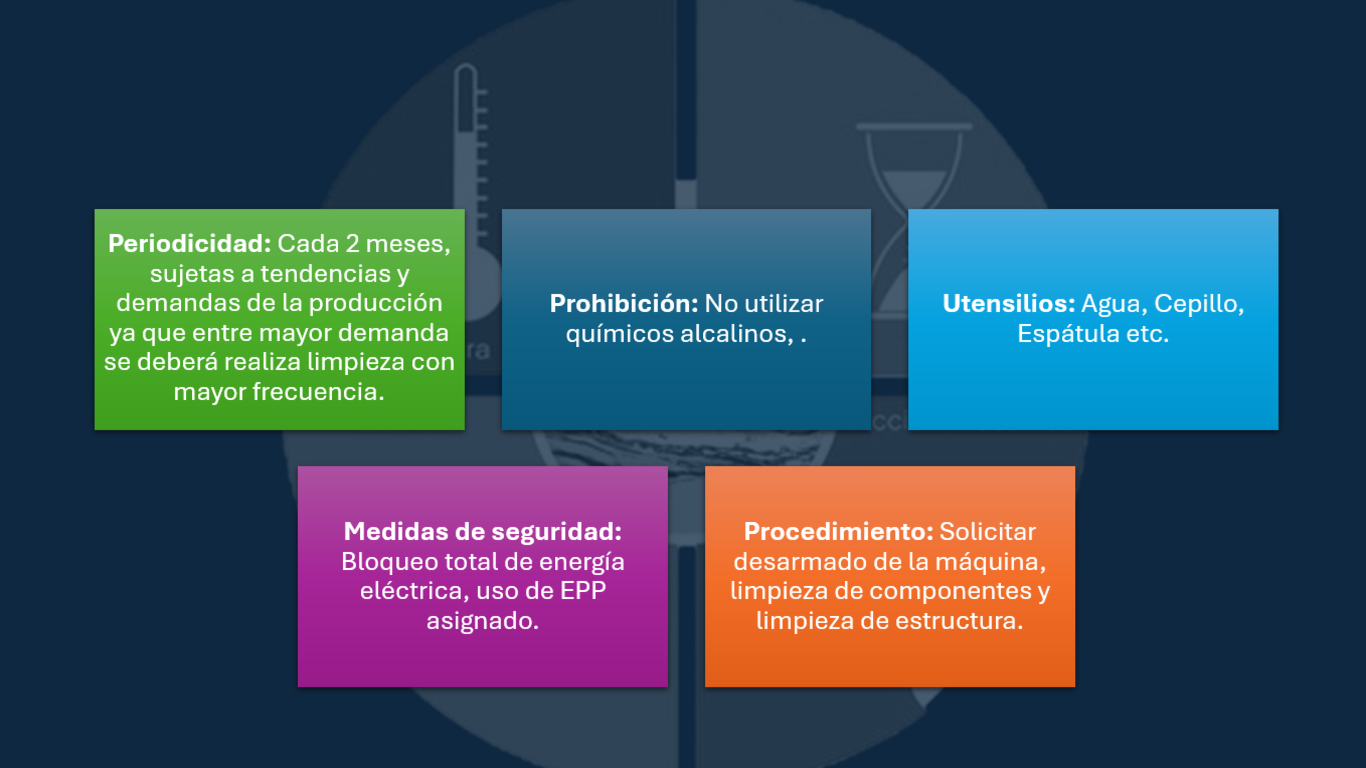 Periodicidad: Cada 2 meses,
sujetas a tendencias y
demandas de la producción
ya que entre mayor demanda
se deberá realiza limpieza con
mayor frecuencia.
Prohibición: No utilizar
químicos alcalinos, .
Utensilios: Agua, Cepillo,
Espátula etc.
ra
cci
Medidas de seguridad:
Bloqueo total de energía
eléctrica, uso de EPP
asignado.
Procedimiento: Solicitar
desarmado de la máquina,
limpieza de componentes y
limpieza de estructura.